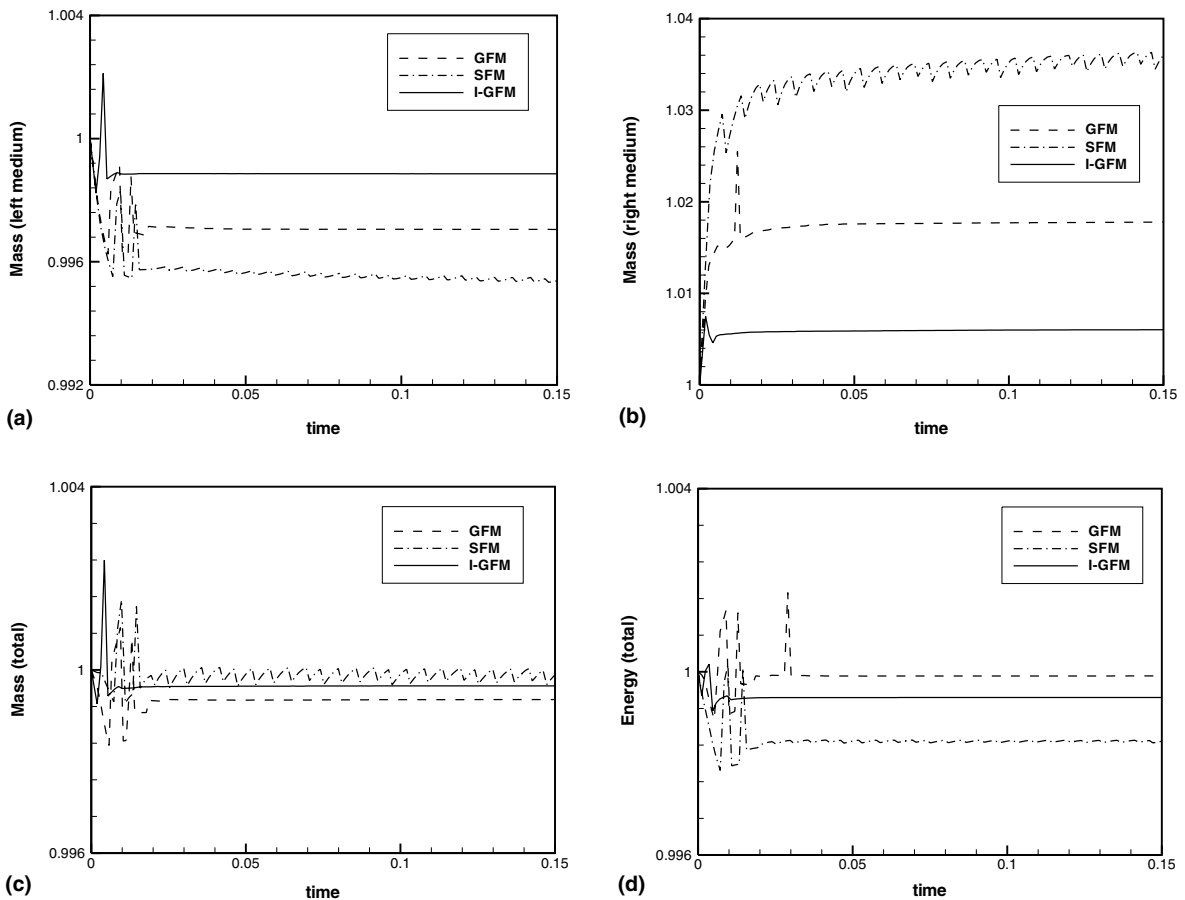 1.004
1
0.996
0.992
Mass (left medium)
GFM
SFM
I-GFM
0
0.05
0.1
0.15
time
(a)
1.04
1.03
1.02
1.01
1
Mass (right medium)
GFM
SFM
I-GFM
0
0.05
0.1
0.15
time
(b)
1.004
1
0.996
Mass (total)
GFM
SFM
I-GFM
0
0.05
0.1
0.15
time
(c)
1.004
1
0.996
Energy (total)
GFM
SFM
I-GFM
0
0.05
0.1
0.15
time
(d)